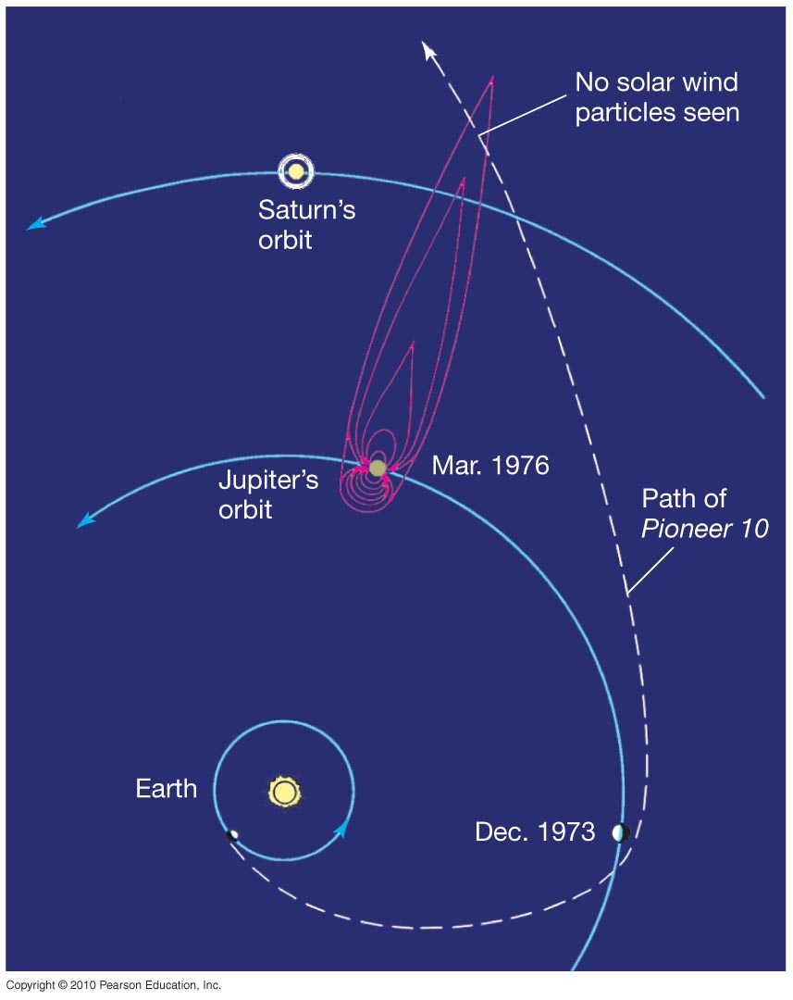 No solar wind
particles seen
Saturn's
orbit
Mar. 1976
Jupiter's
orbit
Path of
Pioneer 10
Earth
Dec. 1973
Copyright © 2010 Pearson Education, Inc.